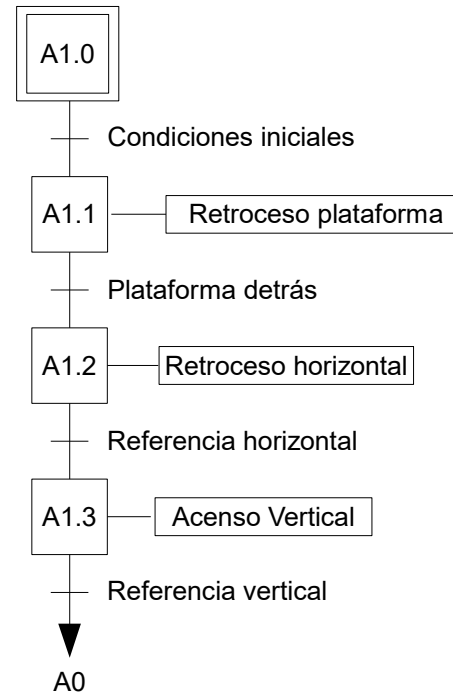 A1.0
Condiciones iniciales
A1.1
Retroceso plataforma
Plataforma detrás
A1.2
Retroceso horizontal
Referencia horizontal
A1.3
Acenso Vertical
Referencia vertical
A0